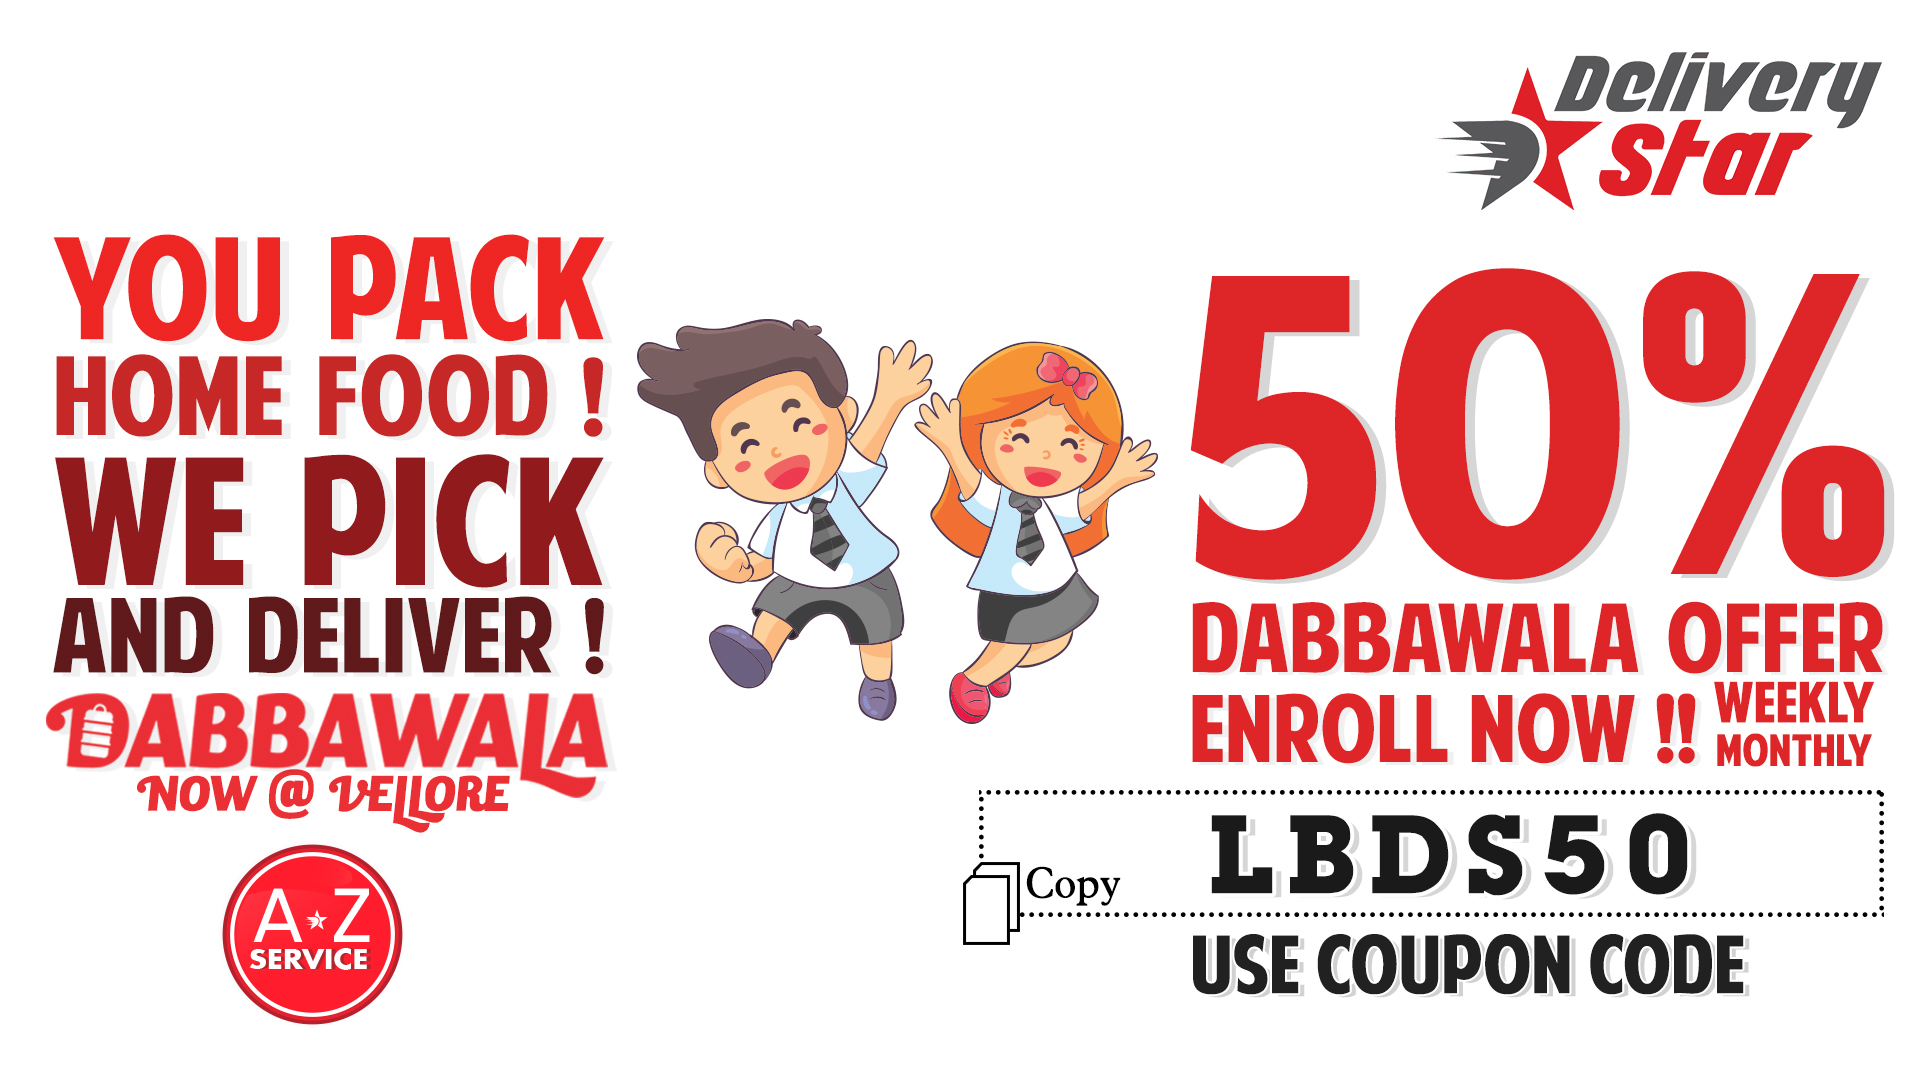 Delivery
Star
YOU PACK
HOME FOOD !
WE PICK
AND DELIVER !
DABBAWALA
NOW @ VELLORE
A Z
SERVICE
50%
DABBAWALA OFFER
ENROLL NOW !!
WEEKLY
MONTHLY
LBDS50
Copy
USE COUPON CODE